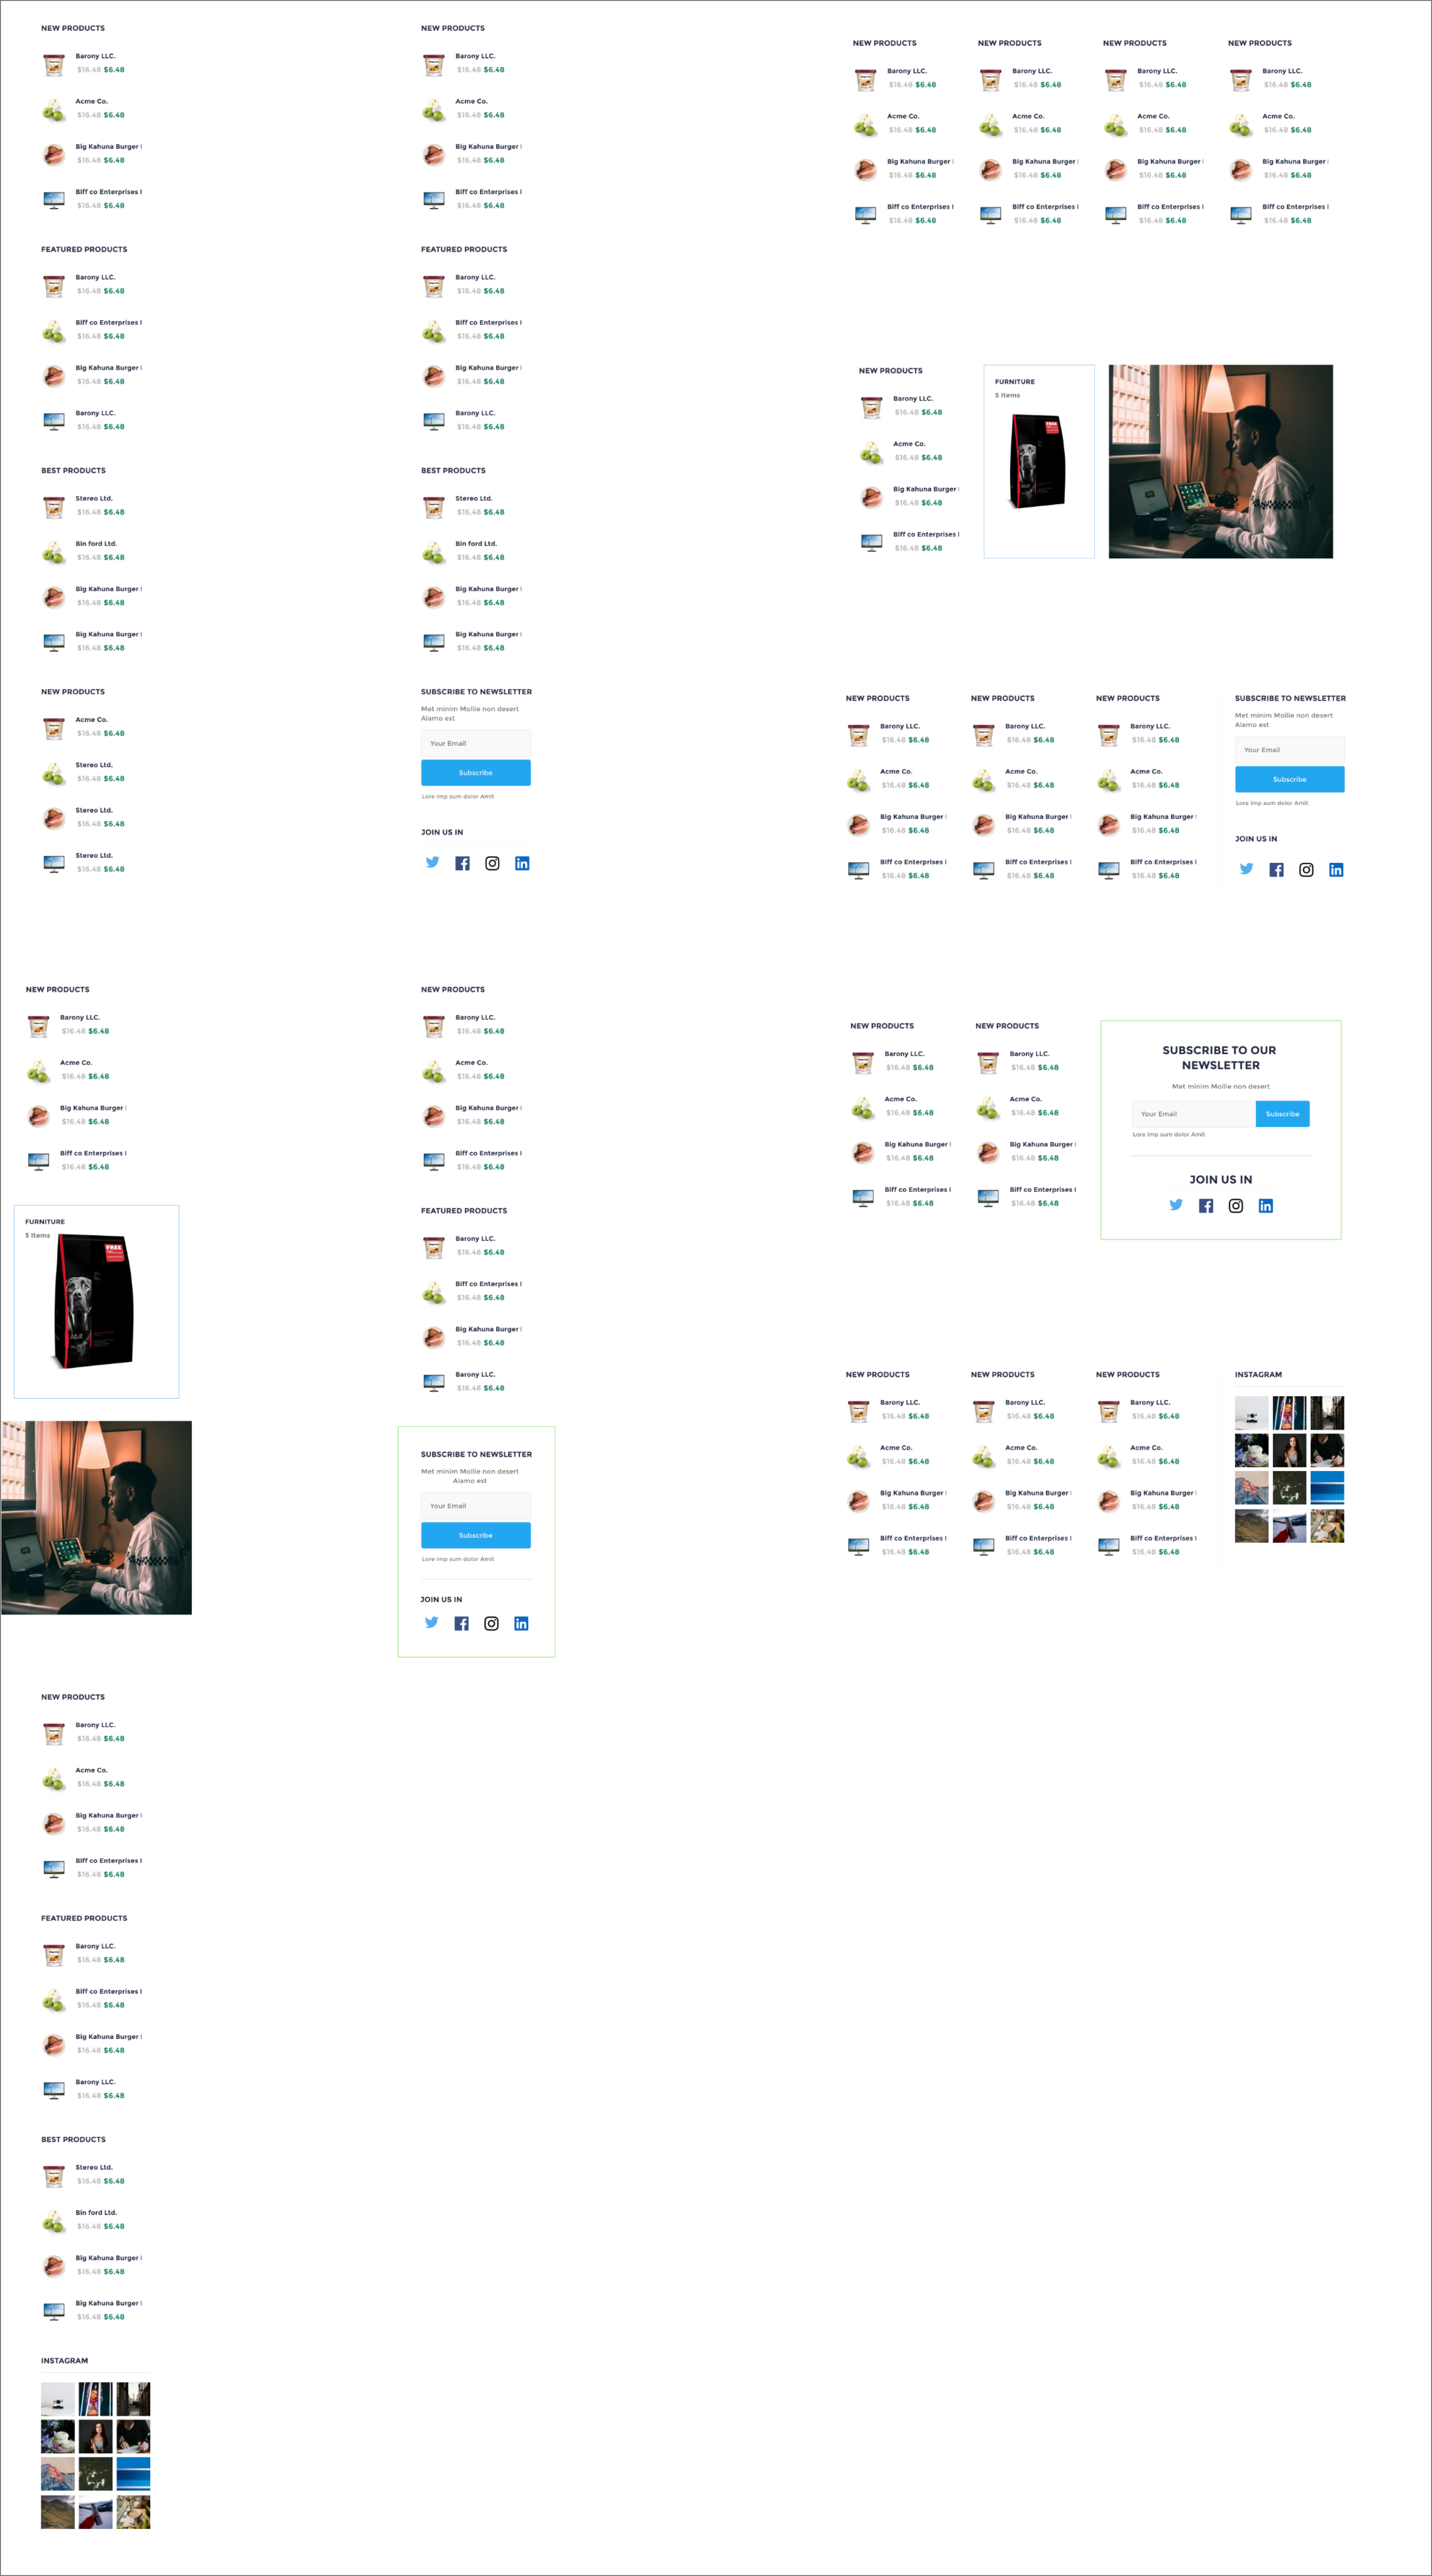 NEW PRODUCTS
Barony LLC.
$16.48 $6.48
Acme Co.
$16.48 $6.48
Big Kahuna Burger
$16.48 $6.48
Biff co Enterprises
$16.48 $6.48
FEATURED PRODUCTS
Barony LLC.
$16.48 $6.48
Biff co Enterprises
$16.48 $6.48
Big Kahuna Burger
$16.48 $6.48
Barony LLC.
$16.48 $6.48
BEST PRODUCTS
Stereo Ltd.
$16.48 $6.48
Bin ford Ltd.
$16.48 $6.48
Big Kahuna Burger
$16.48 $6.48
Big Kahuna Burger
$16.48 $6.48
NEW PRODUCTS
Acme Co.
$16.48 $6.48
Stereo Ltd.
$16.48 $6.48
Stereo Ltd.
$16.48 $6.48
Stereo Ltd.
$16.48 $6.48
NEW PRODUCTS
Barony LLC.
$16.48 $6.48
Acme Co.
$16.48 $6.48
Big Kahuna Burger
$16.48 $6.48
Biff co Enterprises
$16.48 $6.48
FEATURED PRODUCTS
Barony LLC.
$16.48 $6.48
Biff co Enterprises
$16.48 $6.48
Big Kahuna Burger
$16.48 $6.48
Barony LLC.
$16.48 $6.48
BEST PRODUCTS
Stereo Ltd.
$16.48 $6.48
Bin ford Ltd.
$16.48 $6.48
Big Kahuna Burger
$16.48 $6.48
Big Kahuna Burger
$16.48 $6.48
SUBSCRIBE TO NEWSLETTER
Met minim Mollie non desert
Alamo est
Your Email
Subscribe
Lore imp sum dolor Amit
JOIN US IN
NEW PRODUCTS NEW PRODUCTS NEW PRODUCTS NEW PRODUCTS
Barony LLC. Barony LLC. Barony LLC. Barony LLC.
$16.48 $6.48 $16.48 $6.48 $16.48 $6.48 $16.48 $6.48
Acme Co. Acme Co. Acme Co. Acme Co.
$16.48 $6.48 $16.48 $6.48 $16.48 $6.48 $16.48 $6.48
Big Kahuna Burger Big Kahuna Burger Big Kahuna Burger Big Kahuna Burger
$16.48 $6.48 $16.48 $6.48 $16.48 $6.48 $16.48 $6.48
Biff co Enterprises Biff co Enterprises Biff co Enterprises Biff co Enterprises
$16.48 $6.48 $16.48 $6.48 $16.48 $6.48 $16.48 $6.48
NEW PRODUCTS
Barony LLC.
$16.48 $6.48
Acme Co.
$16.48 $6.48
Big Kahuna Burger
$16.48 $6.48
Biff co Enterprises
$16.48 $6.48
FURNITURE
5 Items
FREE
NEW PRODUCTS NEW PRODUCTS NEW PRODUCTS
Barony LLC. Barony LLC. Barony LLC.
$16.48 $6.48 $16.48 $6.48 $16.48 $6.48
Acme Co. Acme Co. Acme Co.
$16.48 $6.48 $16.48 $6.48 $16.48 $6.48
Big Kahuna Burger Big Kahuna Burger Big Kahuna Burger
$16.48 $6.48 $16.48 $6.48 $16.48 $6.48
Biff co Enterprises Biff co Enterprises Biff co Enterprises
$16.48 $6.48 $16.48 $6.48 $16.48 $6.48
SUBSCRIBE TO NEWSLETTER
Met minim Mollie non desert
Alamo est
Your Email
Subscribe
Lore imp sum dolor Amit
JOIN US IN
NEW PRODUCTS
Barony LLC.
$16.48 $6.48
Acme Co.
$16.48 $6.48
Big Kahuna Burger
$16.48 $6.48
Biff co Enterprises
$16.48 $6.48
FURNITURE
5 Items
FREE
Adult
NEW PRODUCTS
Barony LLC.
$16.48 $6.48
Acme Co.
$16.48 $6.48
Big Kahuna Burger
$16.48 $6.48
Biff co Enterprises
$16.48 $6.48
FEATURED PRODUCTS
Barony LLC.
$16.48 $6.48
Biff co Enterprises
$16.48 $6.48
Big Kahuna Burger
$16.48 $6.48
Barony LLC.
$16.48 $6.48
SUBSCRIBE TO NEWSLETTER
Met minim Mollie non desert
Alamo est
Your Email
Subscribe
Lore imp sum dolor Amit
JOIN US IN
NEW PRODUCTS NEW PRODUCTS
Barony LLC. Barony LLC.
$16.48 $6.48 $16.48 $6.48
Acme Co. Acme Co.
$16.48 $6.48 $16.48 $6.48
Big Kahuna Burger Big Kahuna Burger
$16.48 $6.48 $16.48 $6.48
Biff co Enterprises Biff co Enterprises
$16.48 $6.48 $16.48 $6.48
SUBSCRIBE TO OUR
NEWSLETTER
Met minim Mollie non desert
Your Email
Subscribe
Lore imp sum dolor Amit
JOIN US IN
NEW PRODUCTS NEW PRODUCTS NEW PRODUCTS
Barony LLC. Barony LLC. Barony LLC.
$16.48 $6.48 $16.48 $6.48 $16.48 $6.48
Acme Co. Acme Co. Acme Co.
$16.48 $6.48 $16.48 $6.48 $16.48 $6.48
Big Kahuna Burger Big Kahuna Burger Big Kahuna Burger
$16.48 $6.48 $16.48 $6.48 $16.48 $6.48
Biff co Enterprises Biff co Enterprises Biff co Enterprises
$16.48 $6.48 $16.48 $6.48 $16.48 $6.48
INSTAGRAM
NEW PRODUCTS
Barony LLC.
$16.48 $6.48
Acme Co.
$16.48 $6.48
Big Kahuna Burger
$16.48 $6.48
Biff co Enterprises
$16.48 $6.48
FEATURED PRODUCTS
Barony LLC.
$16.48 $6.48
Biff co Enterprises
$16.48 $6.48
Big Kahuna Burger
$16.48 $6.48
Barony LLC.
$16.48 $6.48
BEST PRODUCTS
Stereo Ltd.
$16.48 $6.48
Bin ford Ltd.
$16.48 $6.48
Big Kahuna Burger
$16.48 $6.48
Big Kahuna Burger
$16.48 $6.48
INSTAGRAM